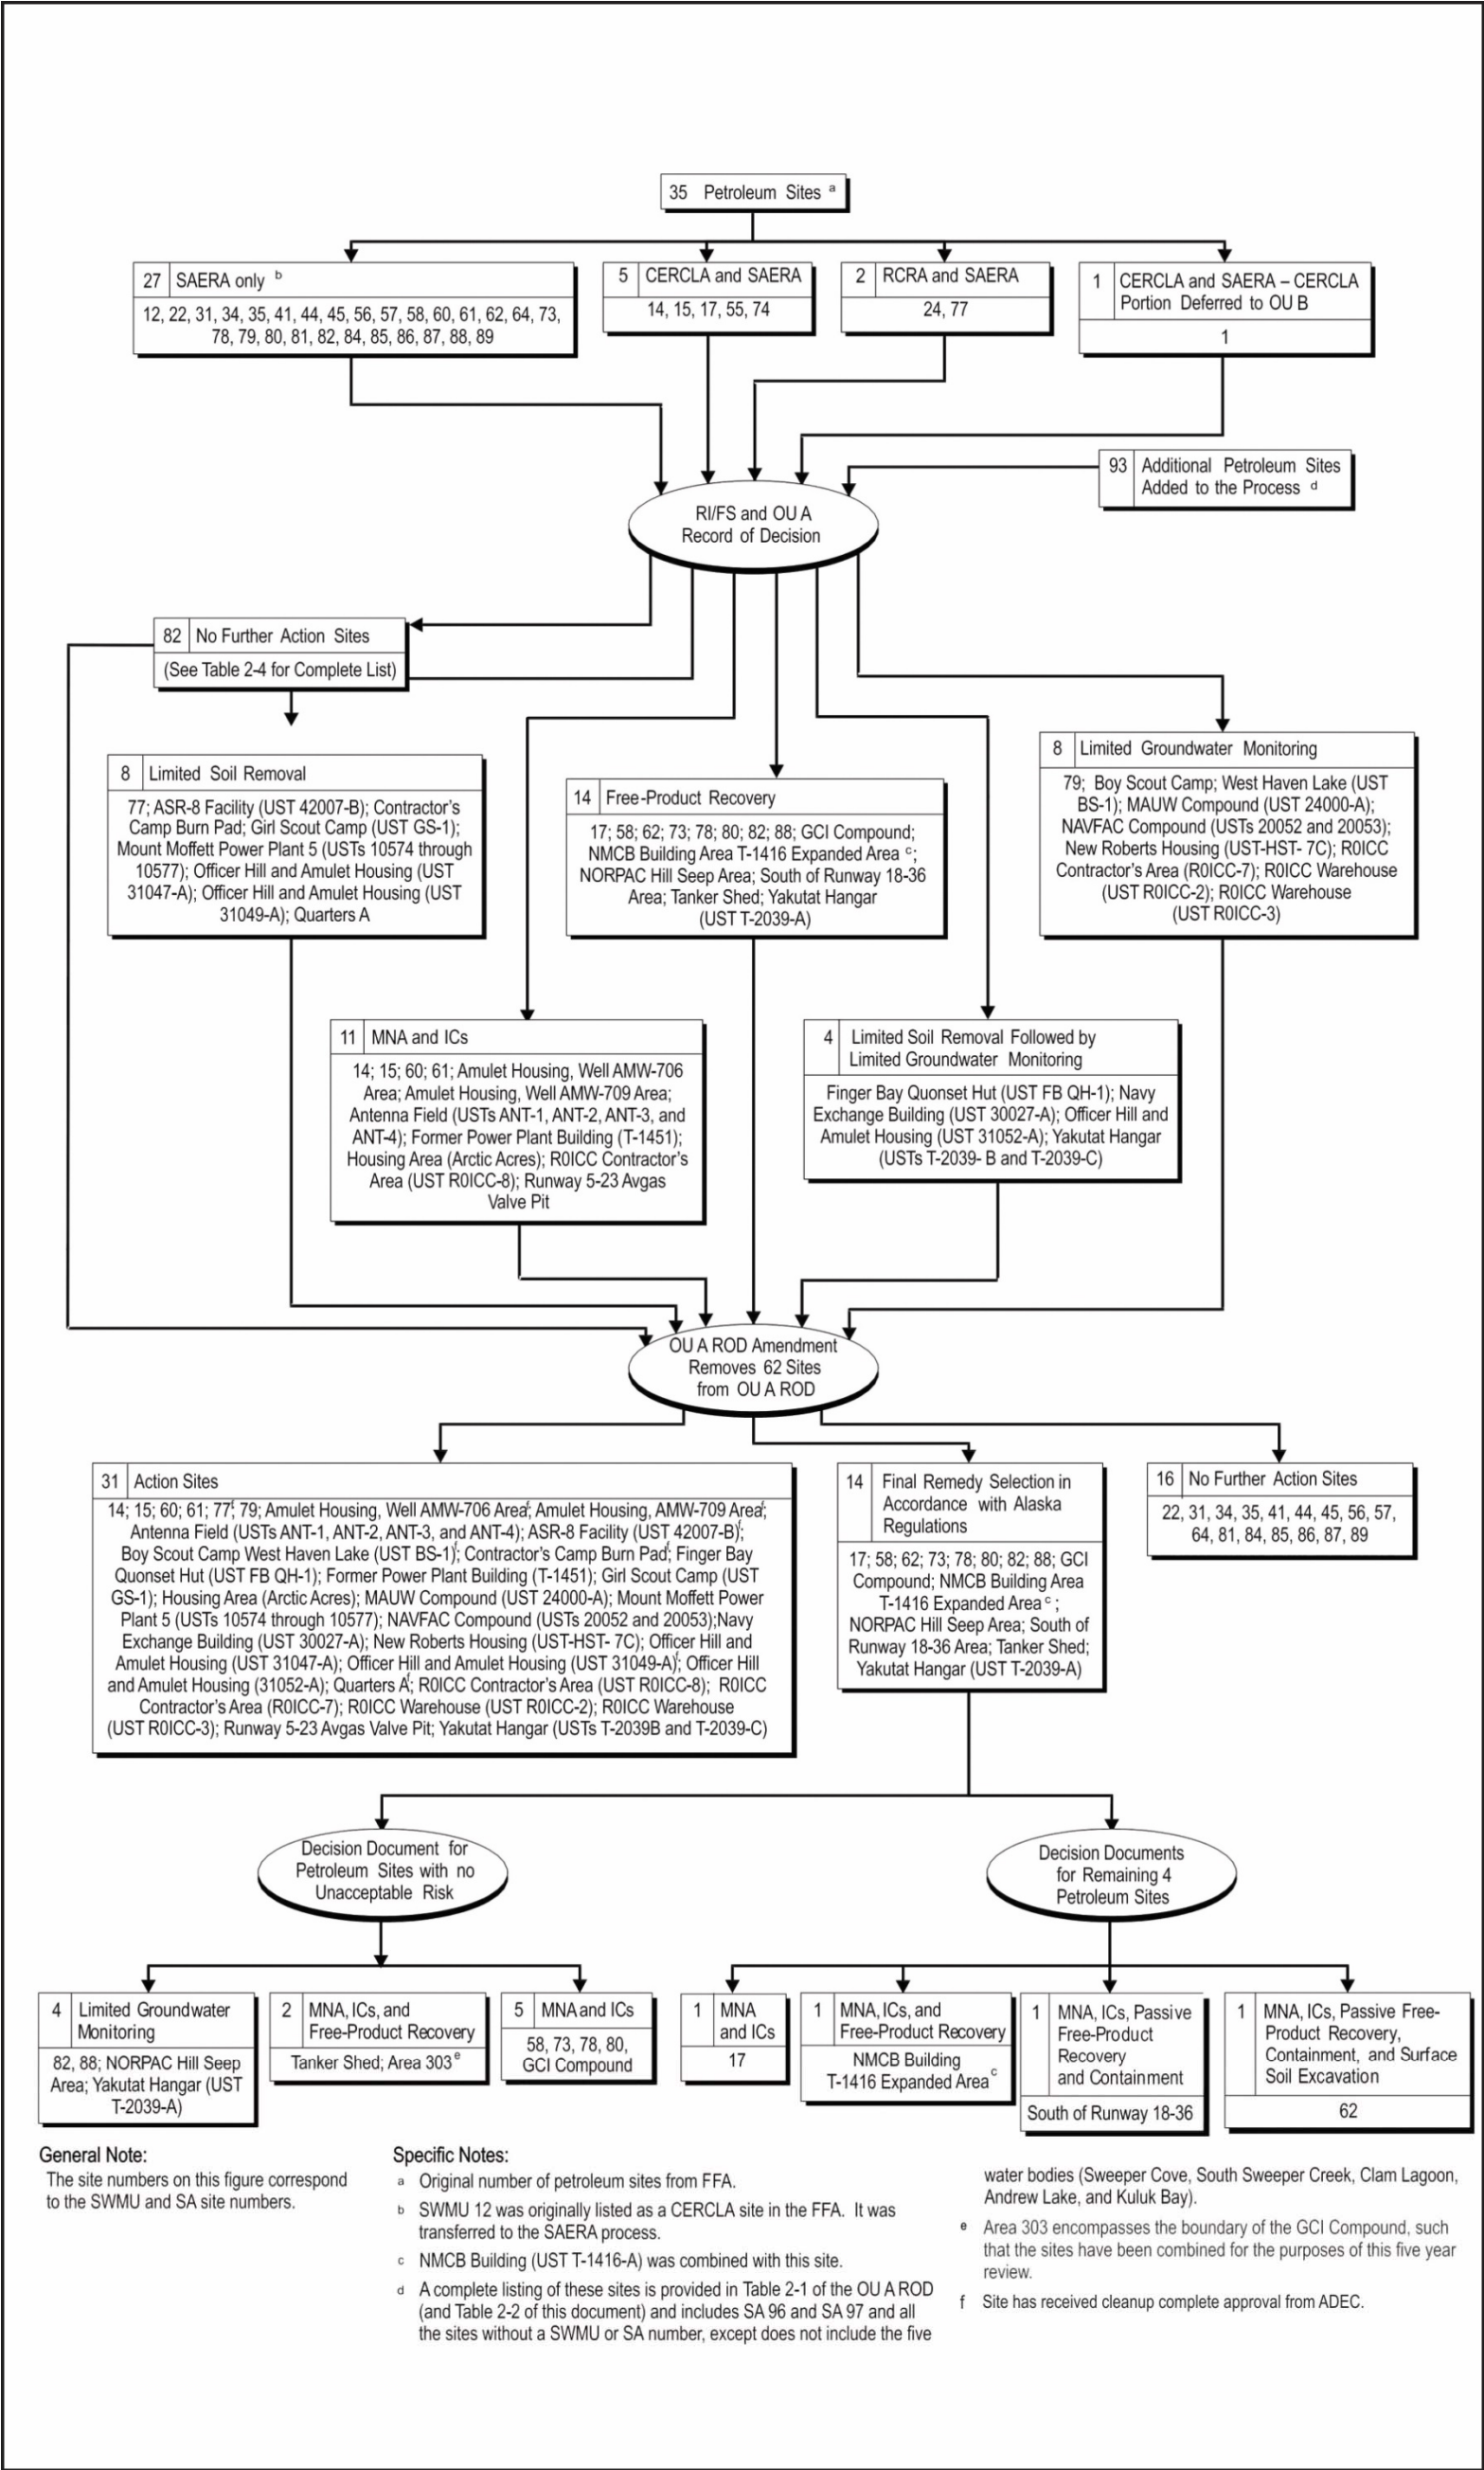 35 Petroleum Sites a
27 SAERA only b
12, 22, 31, 34, 35, 41, 44, 45, 56, 57, 58, 60, 61, 62, 64, 73,
78, 79, 80, 81, 82, 84, 85, 86, 87, 88, 89
5 CERCLA and SAERA
14, 15, 17, 55, 74
2 RCRA and SAERA
24, 77
1 CERCLA and SAERA – CERCLA
Portion Deferred to OU B
1
93 Additional Petroleum Sites
Added to the Process d
RI/FS and OU A
Record of Decision
82 No Further Action Sites
(See Table 2-4 for Complete List)
8 Limited Soil Removal
77; ASR-8 Facility (UST 42007-B); Contractor's
Camp Burn Pad; Girl Scout Camp (UST GS-1);
Mount Moffett Power Plant 5 (USTs 10574 through
10577); Officer Hill and Amulet Housing (UST
31047-A); Officer Hill and Amulet Housing (UST
31049-A); Quarters A
14 Free-Product Recovery
17; 58; 62; 73; 78; 80; 82; 88; GCI Compound;
NMCB Building Area T-1416 Expanded Area c;
NORPAC Hill Seep Area; South of Runway 18-36
Area; Tanker Shed; Yakutat Hangar
(UST T-2039-A)
8 Limited Groundwater Monitoring
79; Boy Scout Camp; West Haven Lake (UST
BS-1); MAUW Compound (UST 24000-A);
NAVFAC Compound (USTs 20052 and 20053);
New Roberts Housing (UST-HST- 7C); R0ICC
Contractor's Area (R0ICC-7); R0ICC Warehouse
(UST R0ICC-2); R0ICC Warehouse
(UST R0ICC-3)
11 MNA and ICs
14; 15; 60; 61; Amulet Housing, Well AMW-706
Area; Amulet Housing, Well AMW-709 Area;
Antenna Field (USTs ANT-1, ANT-2, ANT-3, and
ANT-4); Former Power Plant Building (T-1451);
Housing Area (Arctic Acres); R0ICC Contractor's
Area (UST R0ICC-8); Runway 5-23 Avgas
Valve Pit
4 Limited Soil Removal Followed by
Limited Groundwater Monitoring
Finger Bay Quonset Hut (UST FB QH-1); Navy
Exchange Building (UST 30027-A); Officer Hill and
Amulet Housing (UST 31052-A); Yakutat Hangar
(USTs T-2039- B and T-2039-C)
OU A ROD Amendment
Removes 62 Sites
from OU A ROD
31 Action Sites
14; 15; 60; 61; 77f; 79; Amulet Housing, Well AMW-706 Areaf; Amulet Housing, AMW-709 Areaf;
Antenna Field (USTs ANT-1, ANT-2, ANT-3, and ANT-4); ASR-8 Facility (UST 42007-B)f;
Boy Scout Camp West Haven Lake (UST BS-1)f; Contractor's Camp Burn Padf; Finger Bay
Quonset Hut (UST FB QH-1); Former Power Plant Building (T-1451); Girl Scout Camp (UST
GS-1); Housing Area (Arctic Acres); MAUW Compound (UST 24000-A); Mount Moffett Power
Plant 5 (USTs 10574 through 10577); NAVFAC Compound (USTs 20052 and 20053);Navy
Exchange Building (UST 30027-A); New Roberts Housing (UST-HST- 7C); Officer Hill and
Amulet Housing (UST 31047-A); Officer Hill and Amulet Housing (UST 31049-A)f; Officer Hill
and Amulet Housing (31052-A); Quarters Af; R0ICC Contractor's Area (UST R0ICC-8); R0ICC
Contractor's Area (R0ICC-7); R0ICC Warehouse (UST R0ICC-2); R0ICC Warehouse
(UST R0ICC-3); Runway 5-23 Avgas Valve Pit; Yakutat Hangar (USTs T-2039B and T-2039-C)
14 Final Remedy Selection in
Accordance with Alaska
Regulations
17; 58; 62; 73; 78; 80; 82; 88; GCI
Compound; NMCB Building Area
T-1416 Expanded Area c ;
NORPAC Hill Seep Area; South of
Runway 18-36 Area; Tanker Shed;
Yakutat Hangar (UST T-2039-A)
16 No Further Action Sites
22, 31, 34, 35, 41, 44, 45, 56, 57,
64, 81, 84, 85, 86, 87, 89
Decision Document for
Petroleum Sites with no
Unacceptable Risk
Decision Documents
for Remaining 4
Petroleum Sites
4 Limited Groundwater
Monitoring
82, 88; NORPAC Hill Seep
Area; Yakutat Hangar (UST
T-2039-A)
2 MNA, ICs, and
Free-Product Recovery
Tanker Shed; Area 303 e
5 MNA and ICs
58, 73, 78, 80,
GCI Compound
1 MNA
and ICs
17
1 MNA, ICs, and
Free-Product Recovery
NMCB Building
T-1416 Expanded Area c
1 MNA, ICs, Passive
Free-Product
Recovery
and Containment
South of Runway 18-36
1 MNA, ICs, Passive Free-
Product Recovery,
Containment, and Surface
Soil Excavation
62
General Note:
The site numbers on this figure correspond
to the SWMU and SA site numbers.
Specific Notes:
a Original number of petroleum sites from FFA.
b SWMU 12 was originally listed as a CERCLA site in the FFA. It was
transferred to the SAERA process.
c NMCB Building (UST T-1416-A) was combined with this site.
d A complete listing of these sites is provided in Table 2-1 of the OU A ROD
(and Table 2-2 of this document) and includes SA 96 and SA 97 and all
the sites without a SWMU or SA number, except does not include the five
water bodies (Sweeper Cove, South Sweeper Creek, Clam Lagoon,
Andrew Lake, and Kuluk Bay).
e Area 303 encompasses the boundary of the GCI Compound, such
that the sites have been combined for the purposes of this five year
review.
f Site has received cleanup complete approval from ADEC.